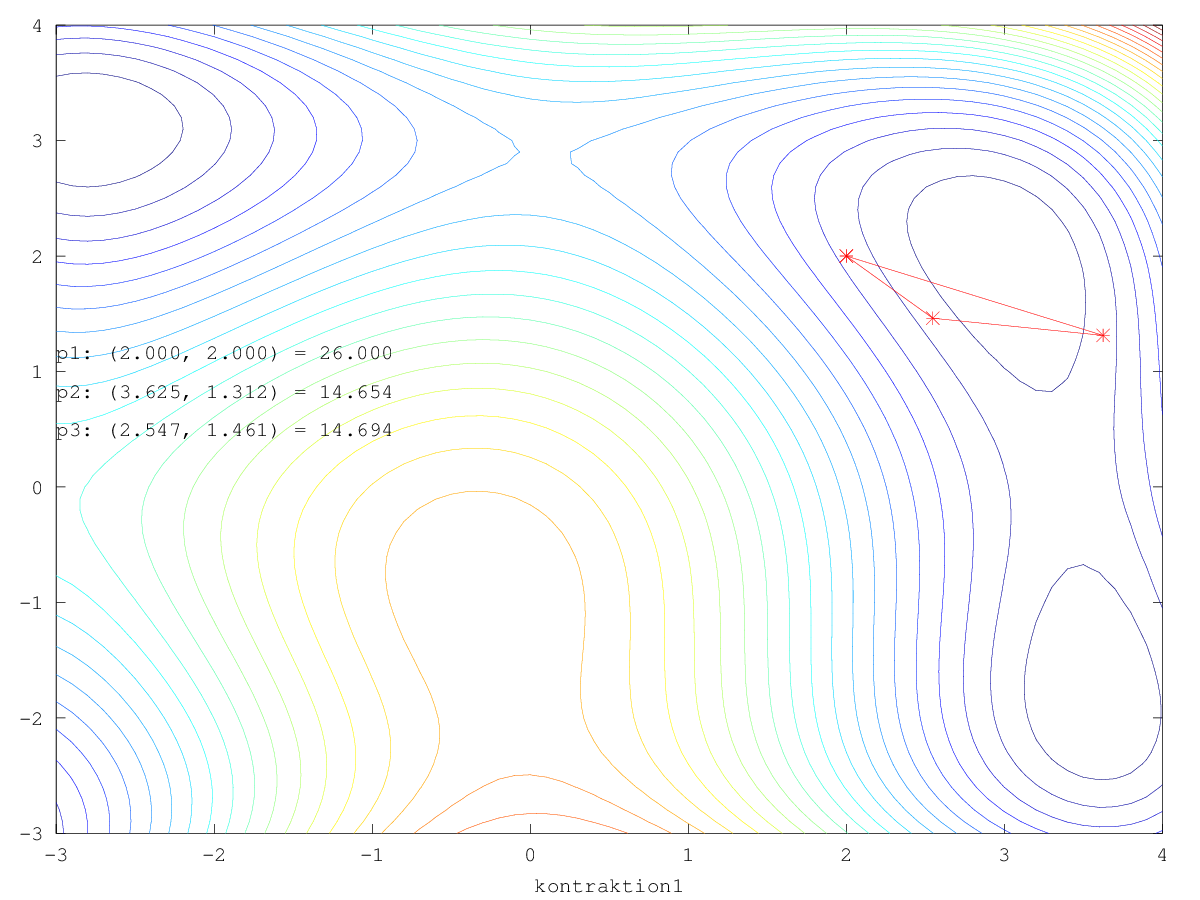 4
3
2
1
0
-1
-2
-3
p1: (2.000, 2.000) = 26.000
p2: (3.625, 1.312) = 14.654
p3: (2.547, 1.461) = 14.694
-3 -2 -1 0 1 2 3 4
kontraktion1